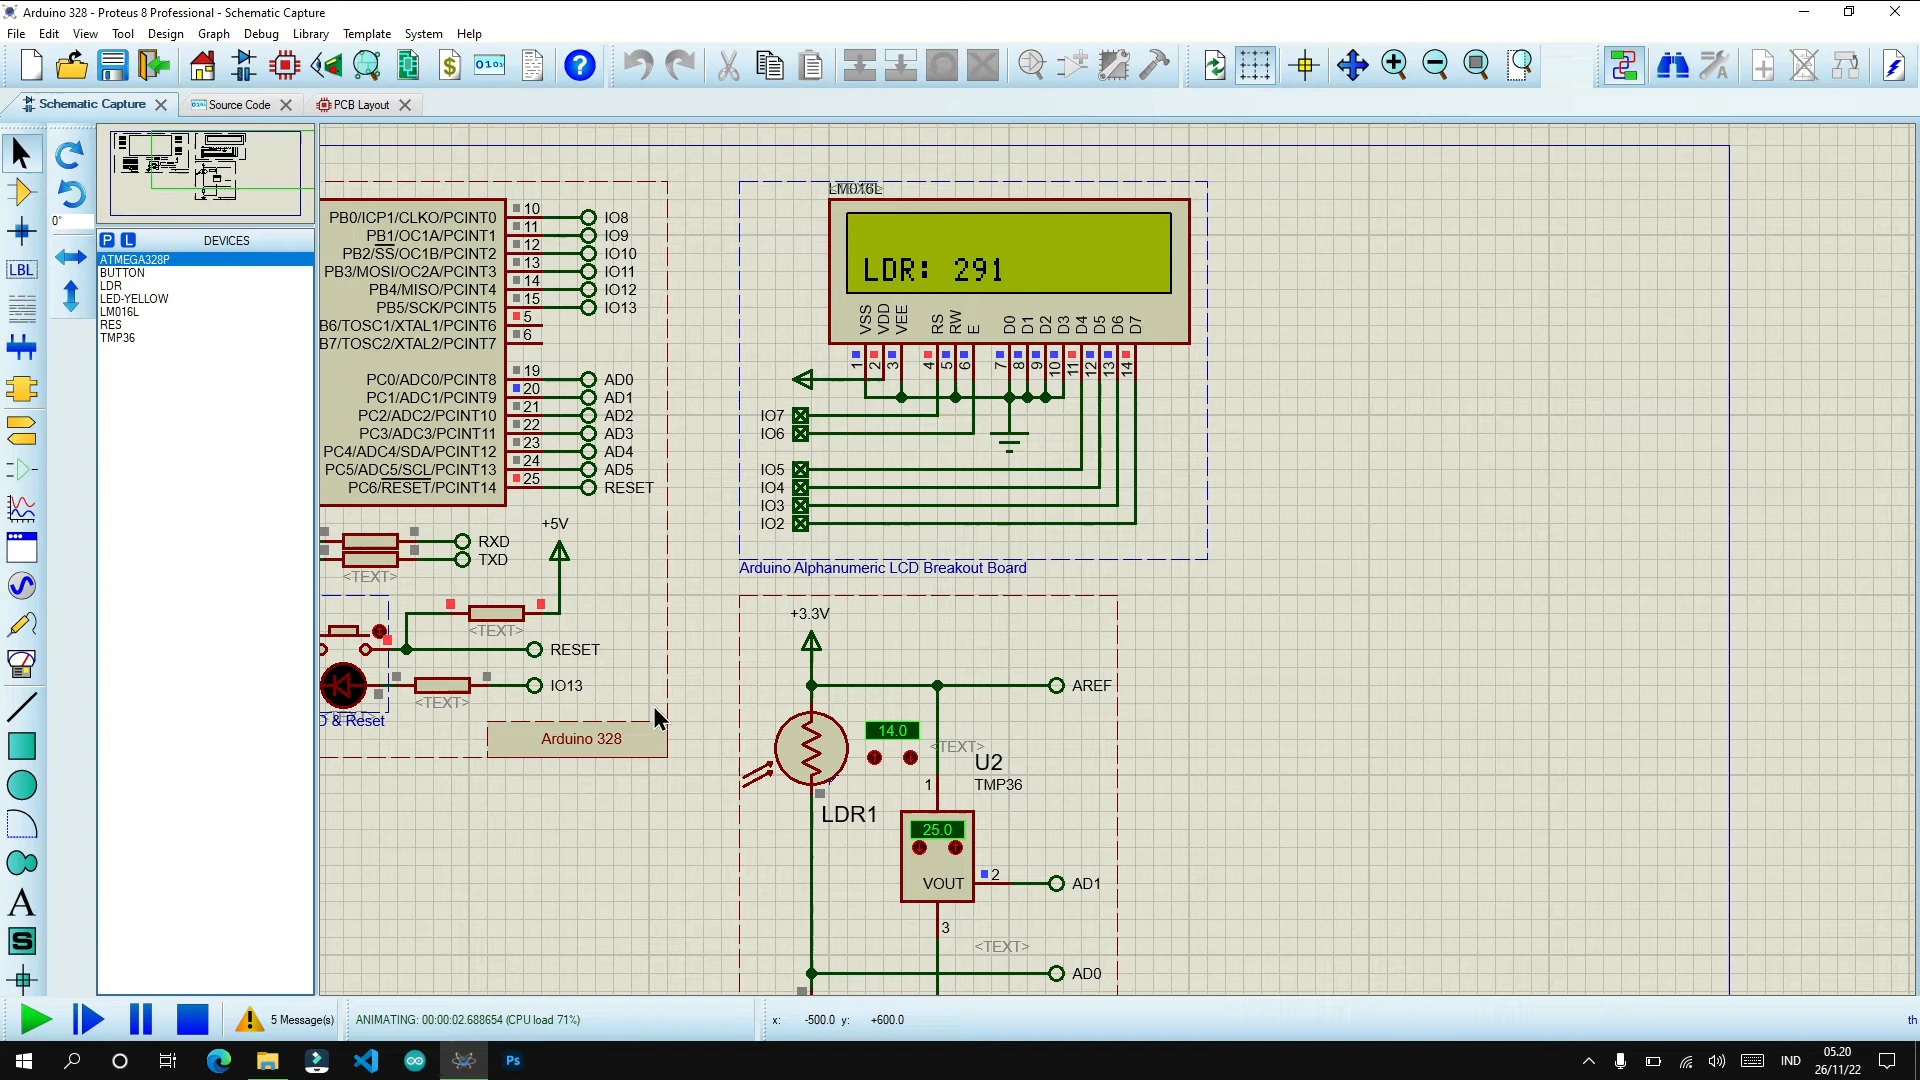 Arduino 328 - Proteus 8 Professional - Schematic Capture
File Edit View Tool Design Graph Debug Library Template System Help
Schematic Capture
Source Code
PCB Layout
0°
P L DEVICES
ATMEGA328P
BUTTON
LDR
LED-YELLOW
LM016L
RES
TMP36
LBL
A
S
$
0101
?
PB0/ICP1/CLKO/PCINT0 10 IO8
PB1/OC1A/PCINT1 11 IO9
PB2/SS/OC1B/PCINT2 12 IO10
PB3/MOSI/OC2A/PCINT3 13 IO11
PB4/MISO/PCINT4 14 IO12
PB5/SCK/PCINT5 15 IO13
B6/TOSC1/XTAL1/PCINT6 5
B7/TOSC2/XTAL2/PCINT7 6
PC0/ADC0/PCINT8 19 AD0
PC1/ADC1/PCINT9 20 AD1
PC2/ADC2/PCINT10 21 AD2
PC3/ADC3/PCINT11 22 AD3
PC4/ADC4/SDA/PCINT12 23 AD4
PC5/ADC5/SCL/PCINT13 24 AD5
PC6/RESET/PCINT14 25 RESET
+5V
RXD
TXD
<TEXT>
<TEXT>
RESET
IO13
<TEXT>
D & Reset
Arduino 328
LM016L
LDR: 291
VSS VDD VEE RS RW E D0 D1 D2 D3 D4 D5 D6 D7
1 2 3 4 5 6 7 8 9 10 11 12 13 14
IO7
IO6
IO5
IO4
IO3
IO2
Arduino Alphanumeric LCD Breakout Board
+3.3V
AREF
14.0
<TEXT>
U2
TMP36
1
LDR1
25.0
VOUT 2 AD1
3
<TEXT>
AD0
5 Message(s)
ANIMATING: 00:00:02.688654 (CPU load 71%)
x: -500.0 y: +600.0
th
Ps
IND
05.20
26/11/22